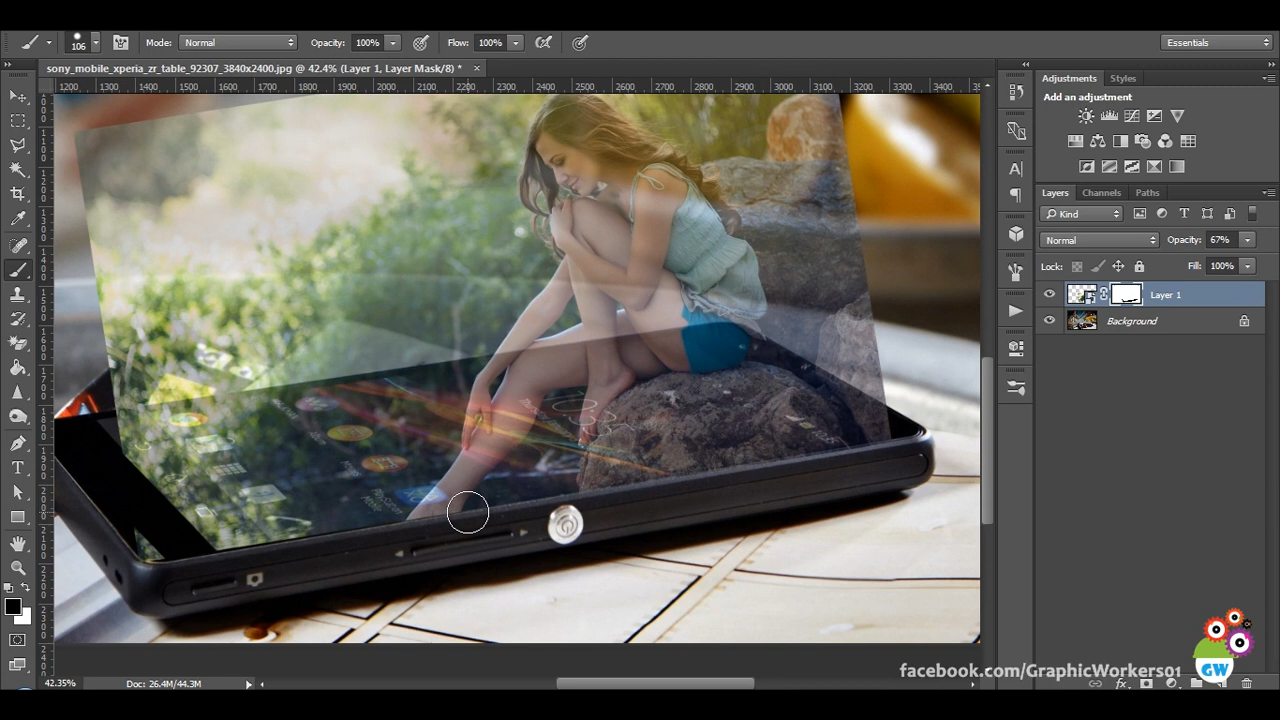 106
Mode:
Normal
Opacity:
100%
Flow:
100%
Essentials
sony_mobile_xperia_zr_table_92307_3840x2400.jpg @ 42.4% (Layer 1, Layer Mask/8) *
1200 1300 1400 1500 1600 1700 1800 1900 2000 2100 2200 2300 2400 2500 2600 2700 2800 2900 3000 3100 3200 3300 3400
Adjustments
Styles
Add an adjustment
Layers
Channels
Paths
Kind
Normal
Opacity:
67%
Lock:
Fill:
100%
Layer 1
Background
42.35%
Doc: 26.4M/44.3M
facebook.com/GraphicWorkers01
GW